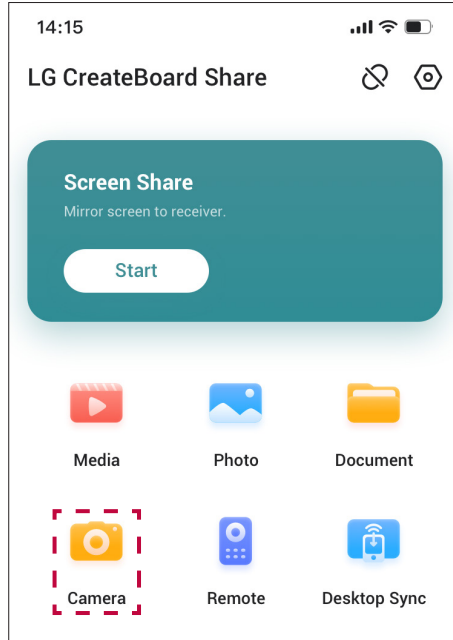 14:15
LG CreateBoard Share
Screen Share
Mirror screen to receiver.
Start
Media Photo Document
Camera Remote Desktop Sync